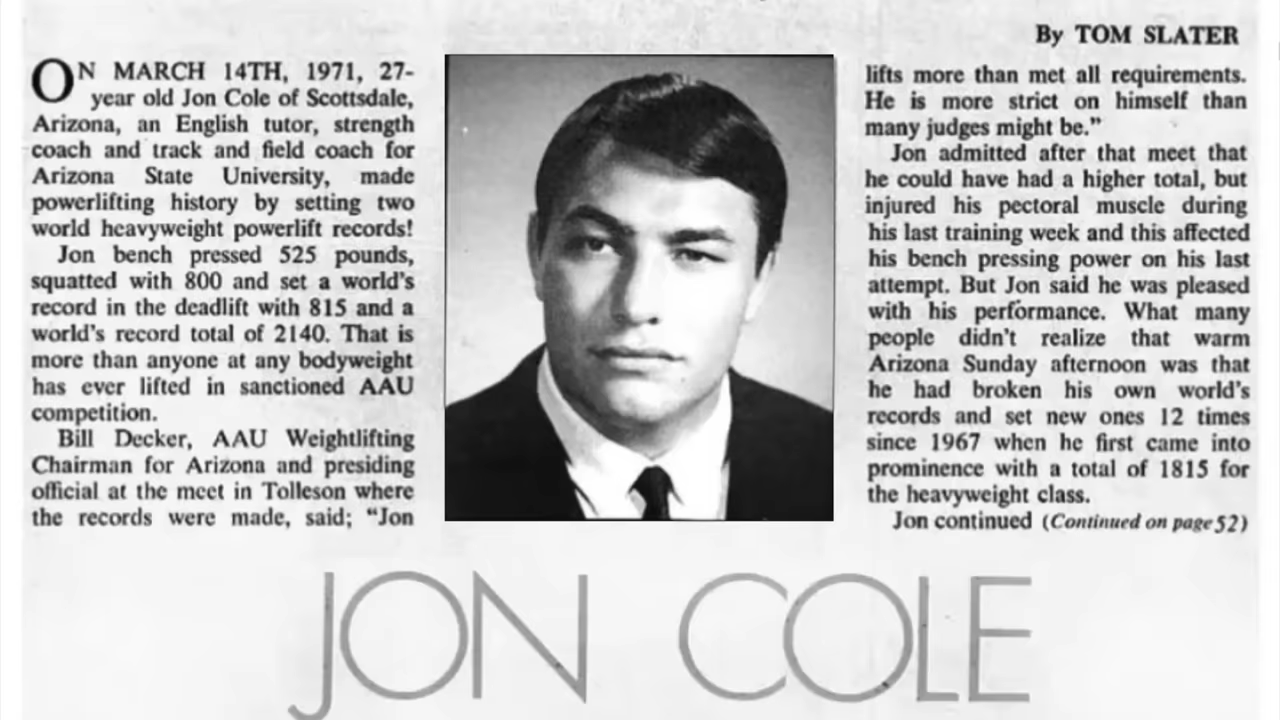 By TOM SLATER
ON MARCH 14TH, 1971, 27-
year old Jon Cole of Scottsdale,
Arizona, an English tutor, strength
coach and track and field coach for
Arizona State University, made
powerlifting history by setting two
world heavyweight powerlift records!
Jon bench pressed 525 pounds,
squatted with 800 and set a world's
record in the deadlift with 815 and a
world's record total of 2140. That is
more than anyone at any bodyweight
has ever lifted in sanctioned AAU
competition.
Bill Decker, AAU Weightlifting
Chairman for Arizona and presiding
official at the meet in Tolleson where
the records were made, said; “Jon
lifts more than met all requirements.
He is more strict on himself than
many judges might be.”
Jon admitted after that meet that
he could have had a higher total, but
injured his pectoral muscle during
his last training week and this affected
his bench pressing power on his last
attempt. But Jon said he was pleased
with his performance. What many
people didn't realize that warm
Arizona Sunday afternoon was that
he had broken his own world's
records and set new ones 12 times
since 1967 when he first came into
prominence with a total of 1815 for
the heavyweight class.
Jon continued (Continued on page 52)
JON COLE